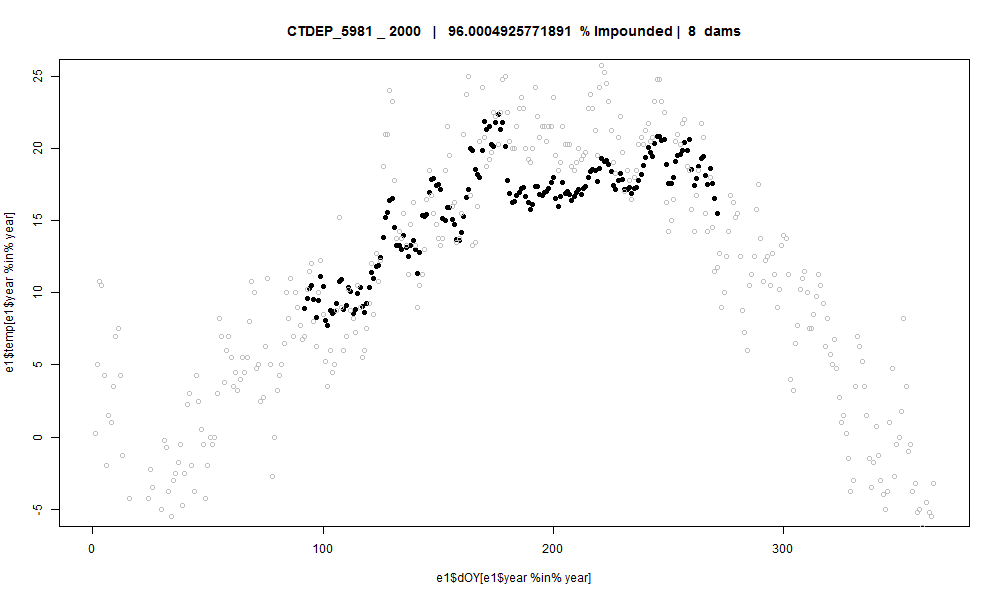 CTDEP_5981 _ 2000 | 96.0004925771891 % Impounded | 8 dams
25
20
15
10
5
0
-5
e1$temp[e1$year %in% year]
0 100 200 300
e1$dOY[e1$year %in% year]